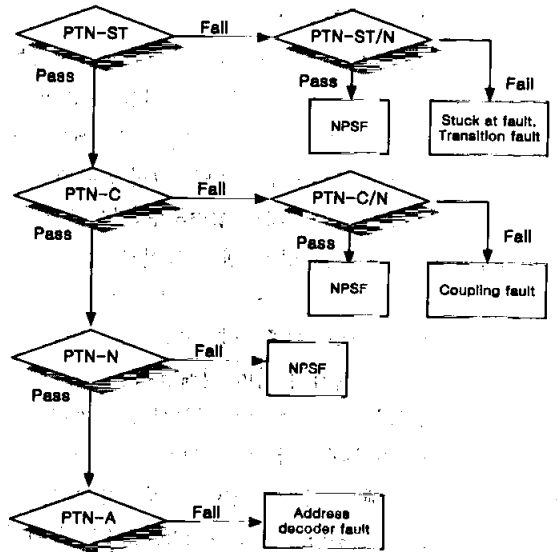 PTN-ST
Fail
PTN-ST/N
Pass
Pass
Fail
NPSF
Stuck at fault.
Transition fault
PTN-C
Fail
PTN-C/N
Pass
Pass
Fail
NPSF
Coupling fault
PTN-N
Fail
NPSF
Pass
PTN-A
Fail
Address
decoder fault